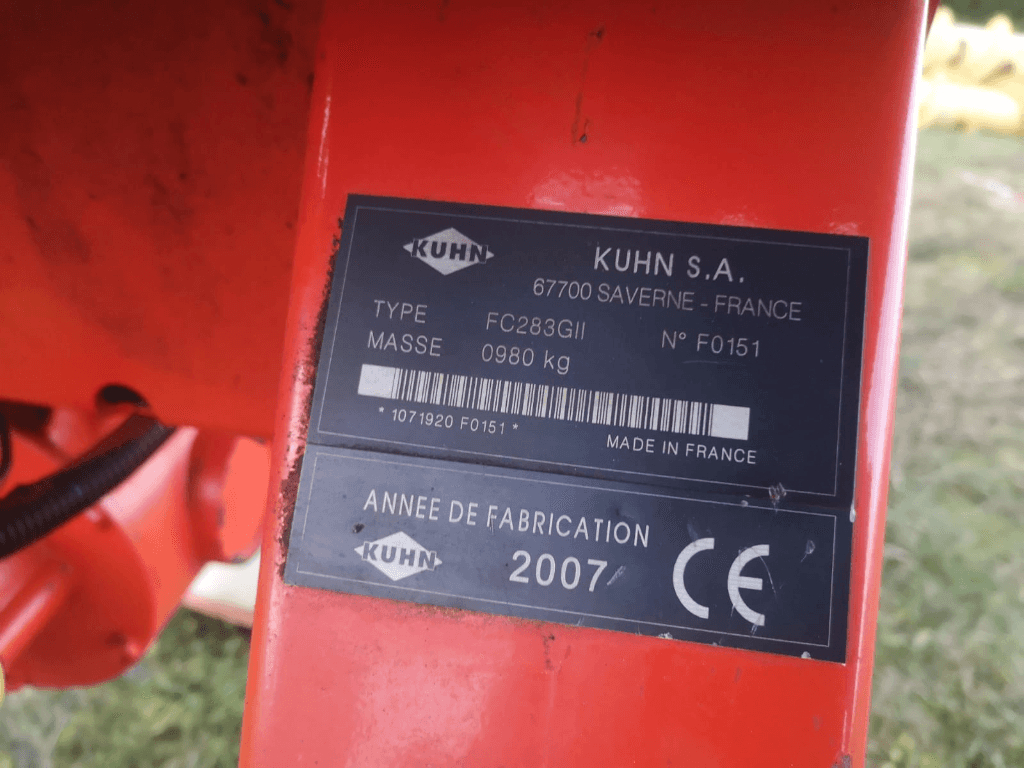 KUHN
KUHN S.A.
67700 SAVERNE - FRANCE
TYPE FC283GII N° F0151
MASSE 0980 kg
* 1071920 F0151 *
MADE IN FRANCE
ANNEE DE FABRICATION
KUHN
2007
CE